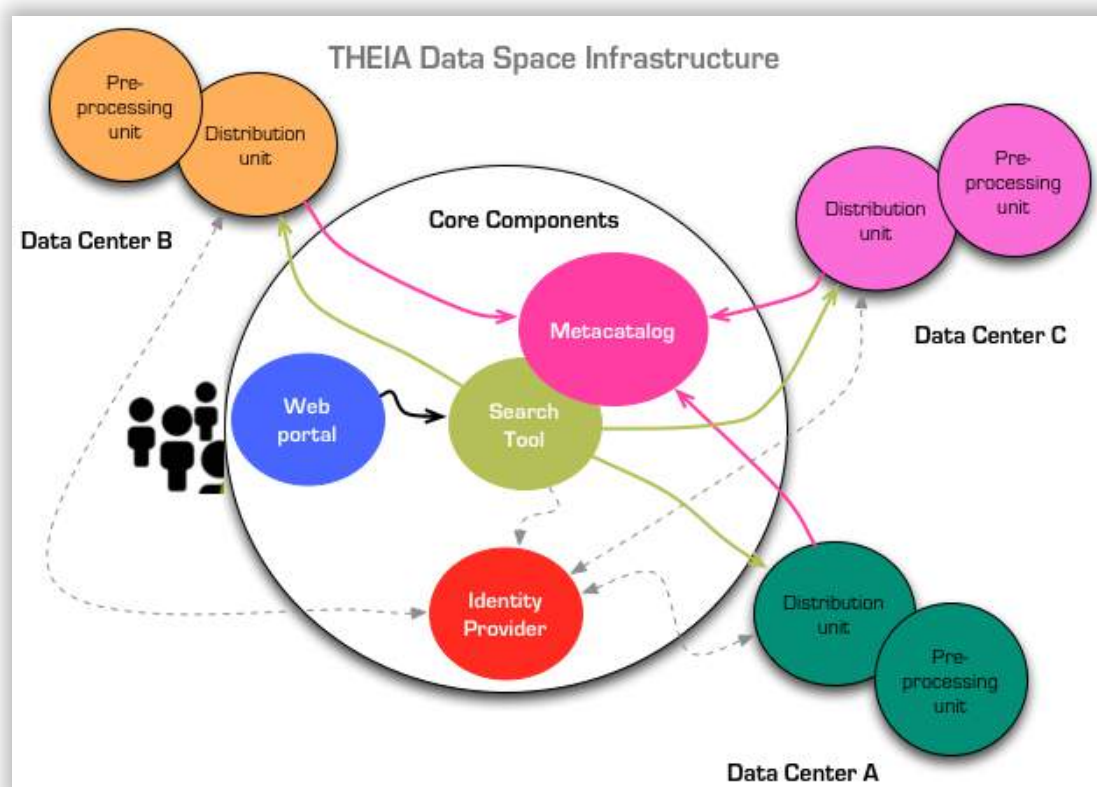 THEIA Data Space Infrastructure
Pre-
processing
unit
Distribution
unit
Data Center B
Core Components
Metacatalog
Web
portal
Search
Tool
Identity
Provider
Distribution
unit
Pre-
processing
unit
Data Center C
Distribution
unit
Pre-
processing
unit
Data Center A